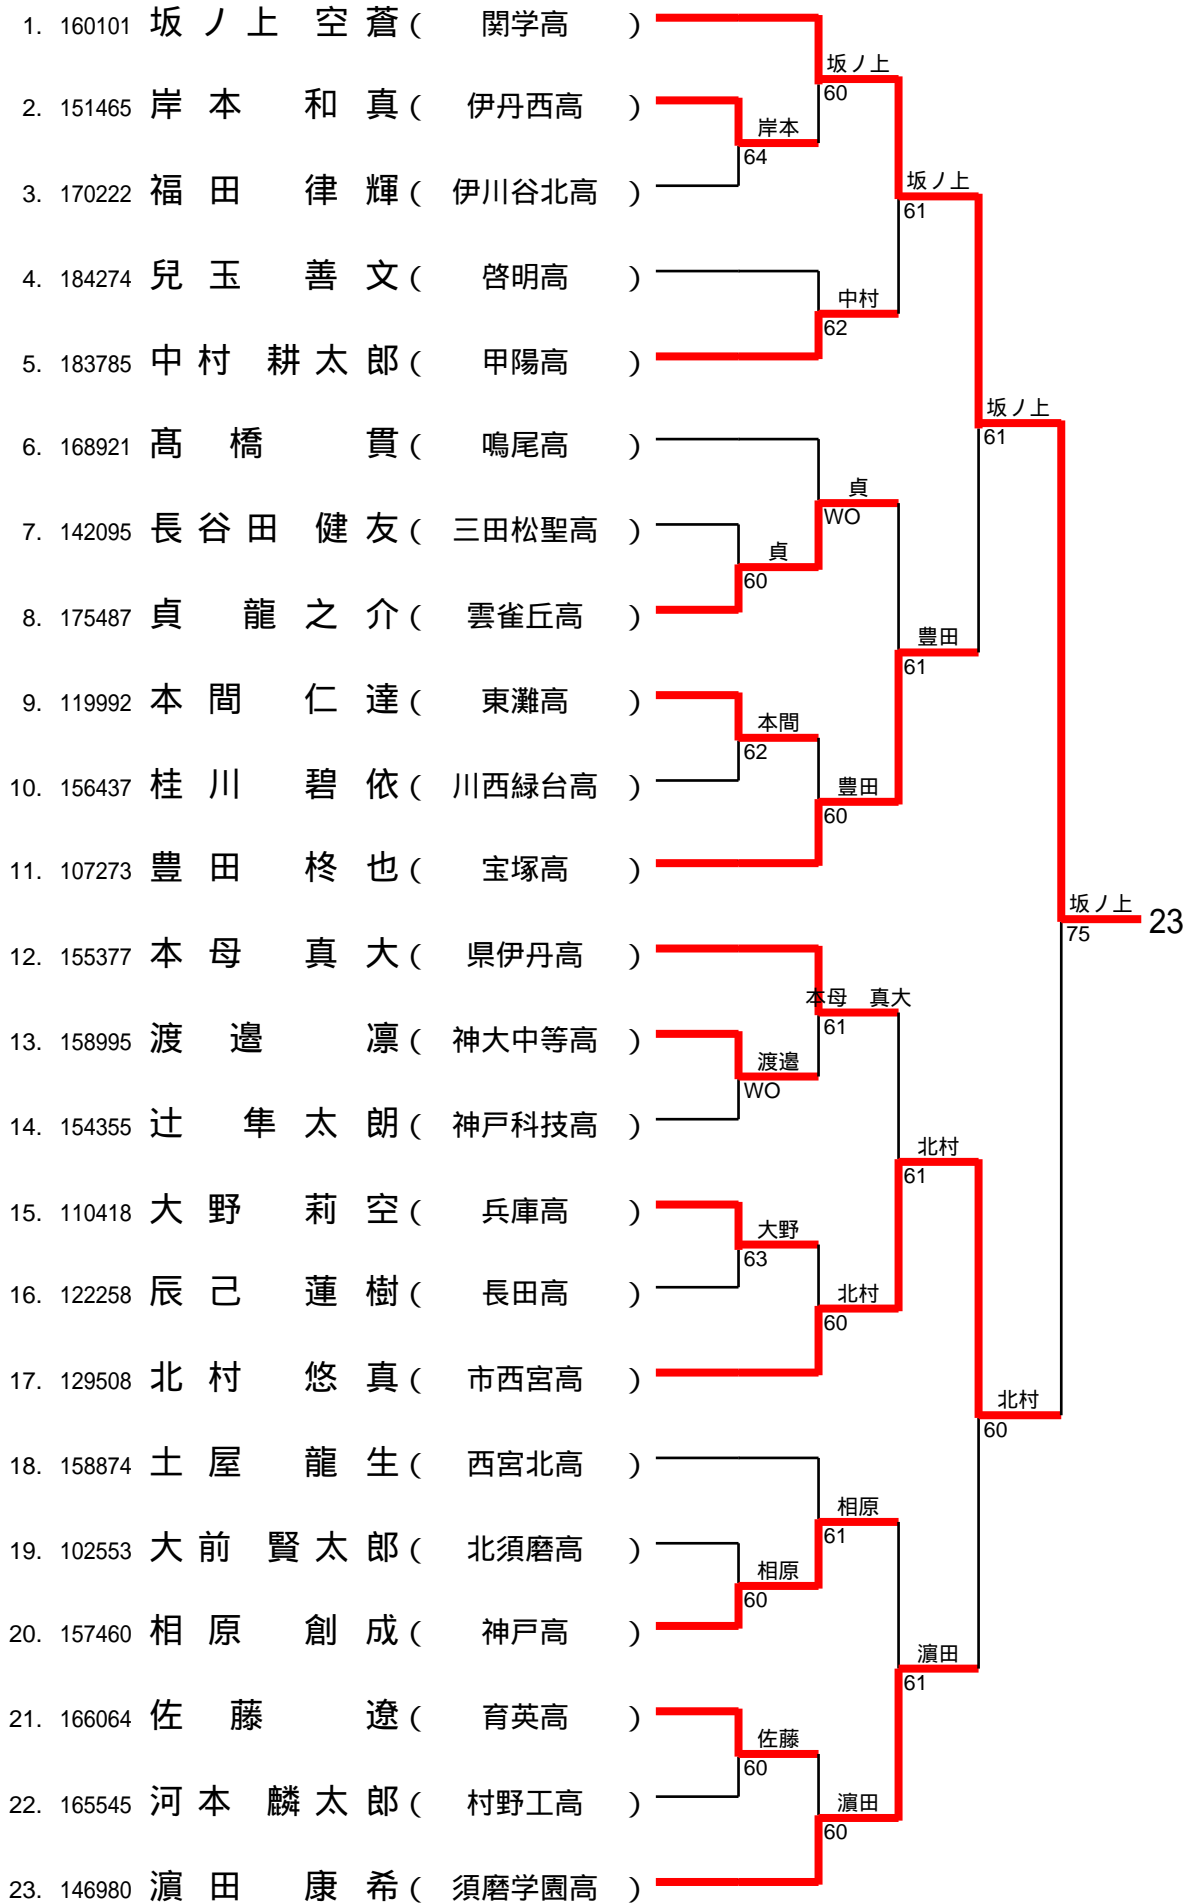 1. 160101 坂ノ上 空蒼 ( 関学高 )
坂ノ上
60
2. 151465 岸本 和真 ( 伊丹西高 )
岸本
64
3. 170222 福田 律輝 ( 伊川谷北高 )
坂ノ上
61
4. 184274 兒玉 善文 ( 啓明高 )
中村
62
5. 183785 中村 耕太郎 ( 甲陽高 )
坂ノ上
61
6. 168921 髙橋 貫 ( 鳴尾高 )
貞
WO
7. 142095 長谷田 健友 ( 三田松聖高 )
貞
60
8. 175487 貞 龍之介 ( 雲雀丘高 )
豊田
61
9. 119992 本間 仁達 ( 東灘高 )
本間
62
10. 156437 桂川 碧依 ( 川西緑台高 )
豊田
60
11. 107273 豊田 柊也 ( 宝塚高 )
坂ノ上 23
75
12. 155377 本母 真大 ( 県伊丹高 )
本母 真大
61
13. 158995 渡邉 凛 ( 神大中等高 )
渡邉
WO
14. 154355 辻 隼太朗 ( 神戸科技高 )
北村
61
15. 110418 大野 莉空 ( 兵庫高 )
大野
63
16. 122258 辰己 蓮樹 ( 長田高 )
北村
60
17. 129508 北村 悠真 ( 市西宮高 )
北村
60
18. 158874 土屋 龍生 ( 西宮北高 )
相原
61
19. 102553 大前 賢太郎 ( 北須磨高 )
相原
60
20. 157460 相原 創成 ( 神戸高 )
濵田
61
21. 166064 佐藤 遼 ( 育英高 )
佐藤
60
22. 165545 河本 麟太郎 ( 村野工高 )
濵田
60
23. 146980 濵田 康希 ( 須磨学園高 )